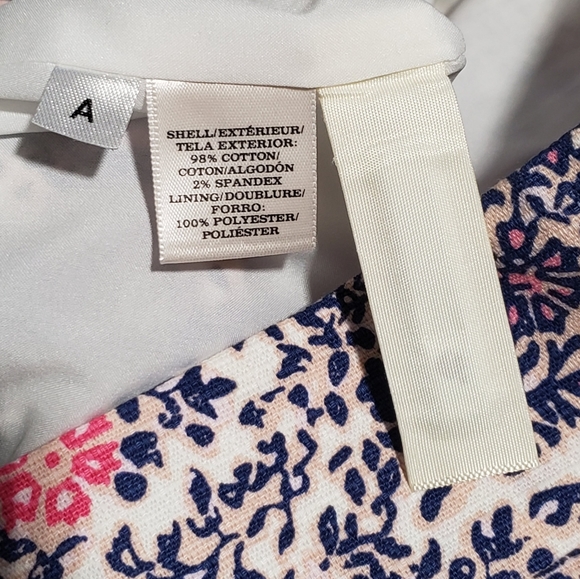 A
SHELL/EXTÉRIEUR/
TELA EXTERIOR:
98% COTTON/
COTON/ALGODÓN
2% SPANDEX
LINING/DOUBLURE/
FORRO:
100% POLYESTER/
POLIÉSTER